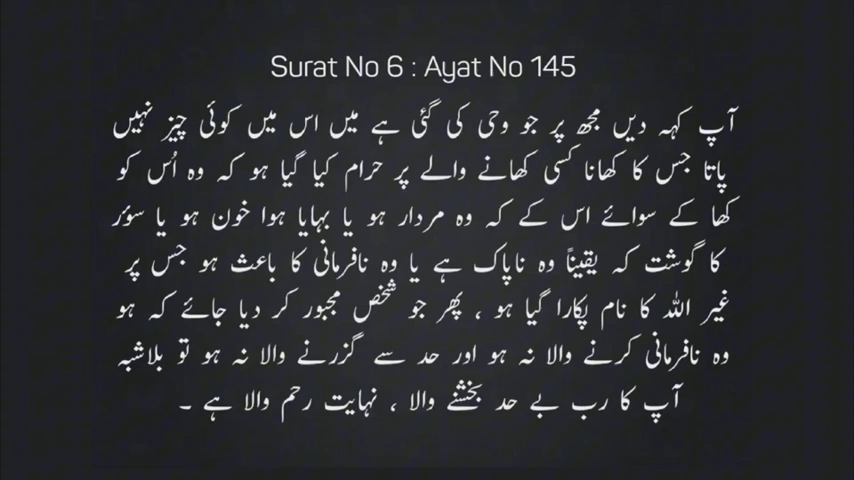 Surat No 6 : Ayat No 145
آپ کہہ دیں مجھ پر جو وحی کی گئی ہے میں اس میں کوئی چیز نہیں
پاتا جس کا کھانا کسی کھانے والے پر حرام کیا گیا ہو کہ وہ اُس کو
کھا کے سوائے اس کے کہ وہ مردار ہو یا بہایا ہوا خون ہو یا سؤر
کا گوشت کہ یقیناً وہ ناپاک ہے یا وہ نافرمانی کا باعث ہو جس پر
غیر اللہ کا نام پکارا گیا ہو ، پھر جو شخص مجبور کر دیا جائے کہ ہو
وہ نافرمانی کرنے والا نہ ہو اور حد سے گزرنے والا نہ ہو تو بلاشبہ
آپ کا رب بے حد بخشنے والا ، نہایت رحم والا ہے ۔